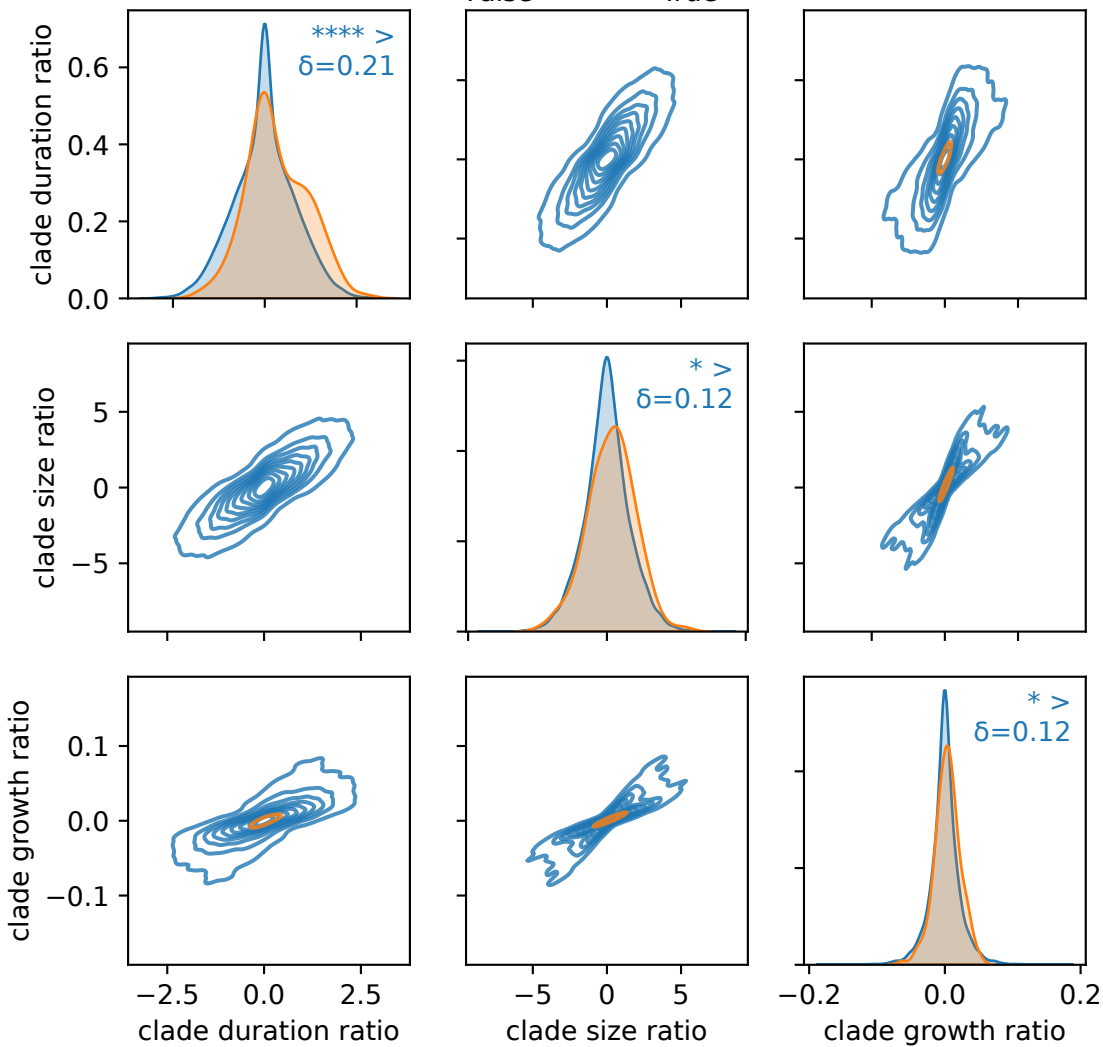 clade duration ratio
0.6
0.4
0.2
0.0
**** >
δ=0.21
clade size ratio
5
0
−5
* >
δ=0.12
clade growth ratio
0.1
0.0
−0.1
* >
δ=0.12
−2.5 0.0 2.5
−5 0 5
−0.2 0.0 0.2
clade duration ratio
clade size ratio
clade growth ratio